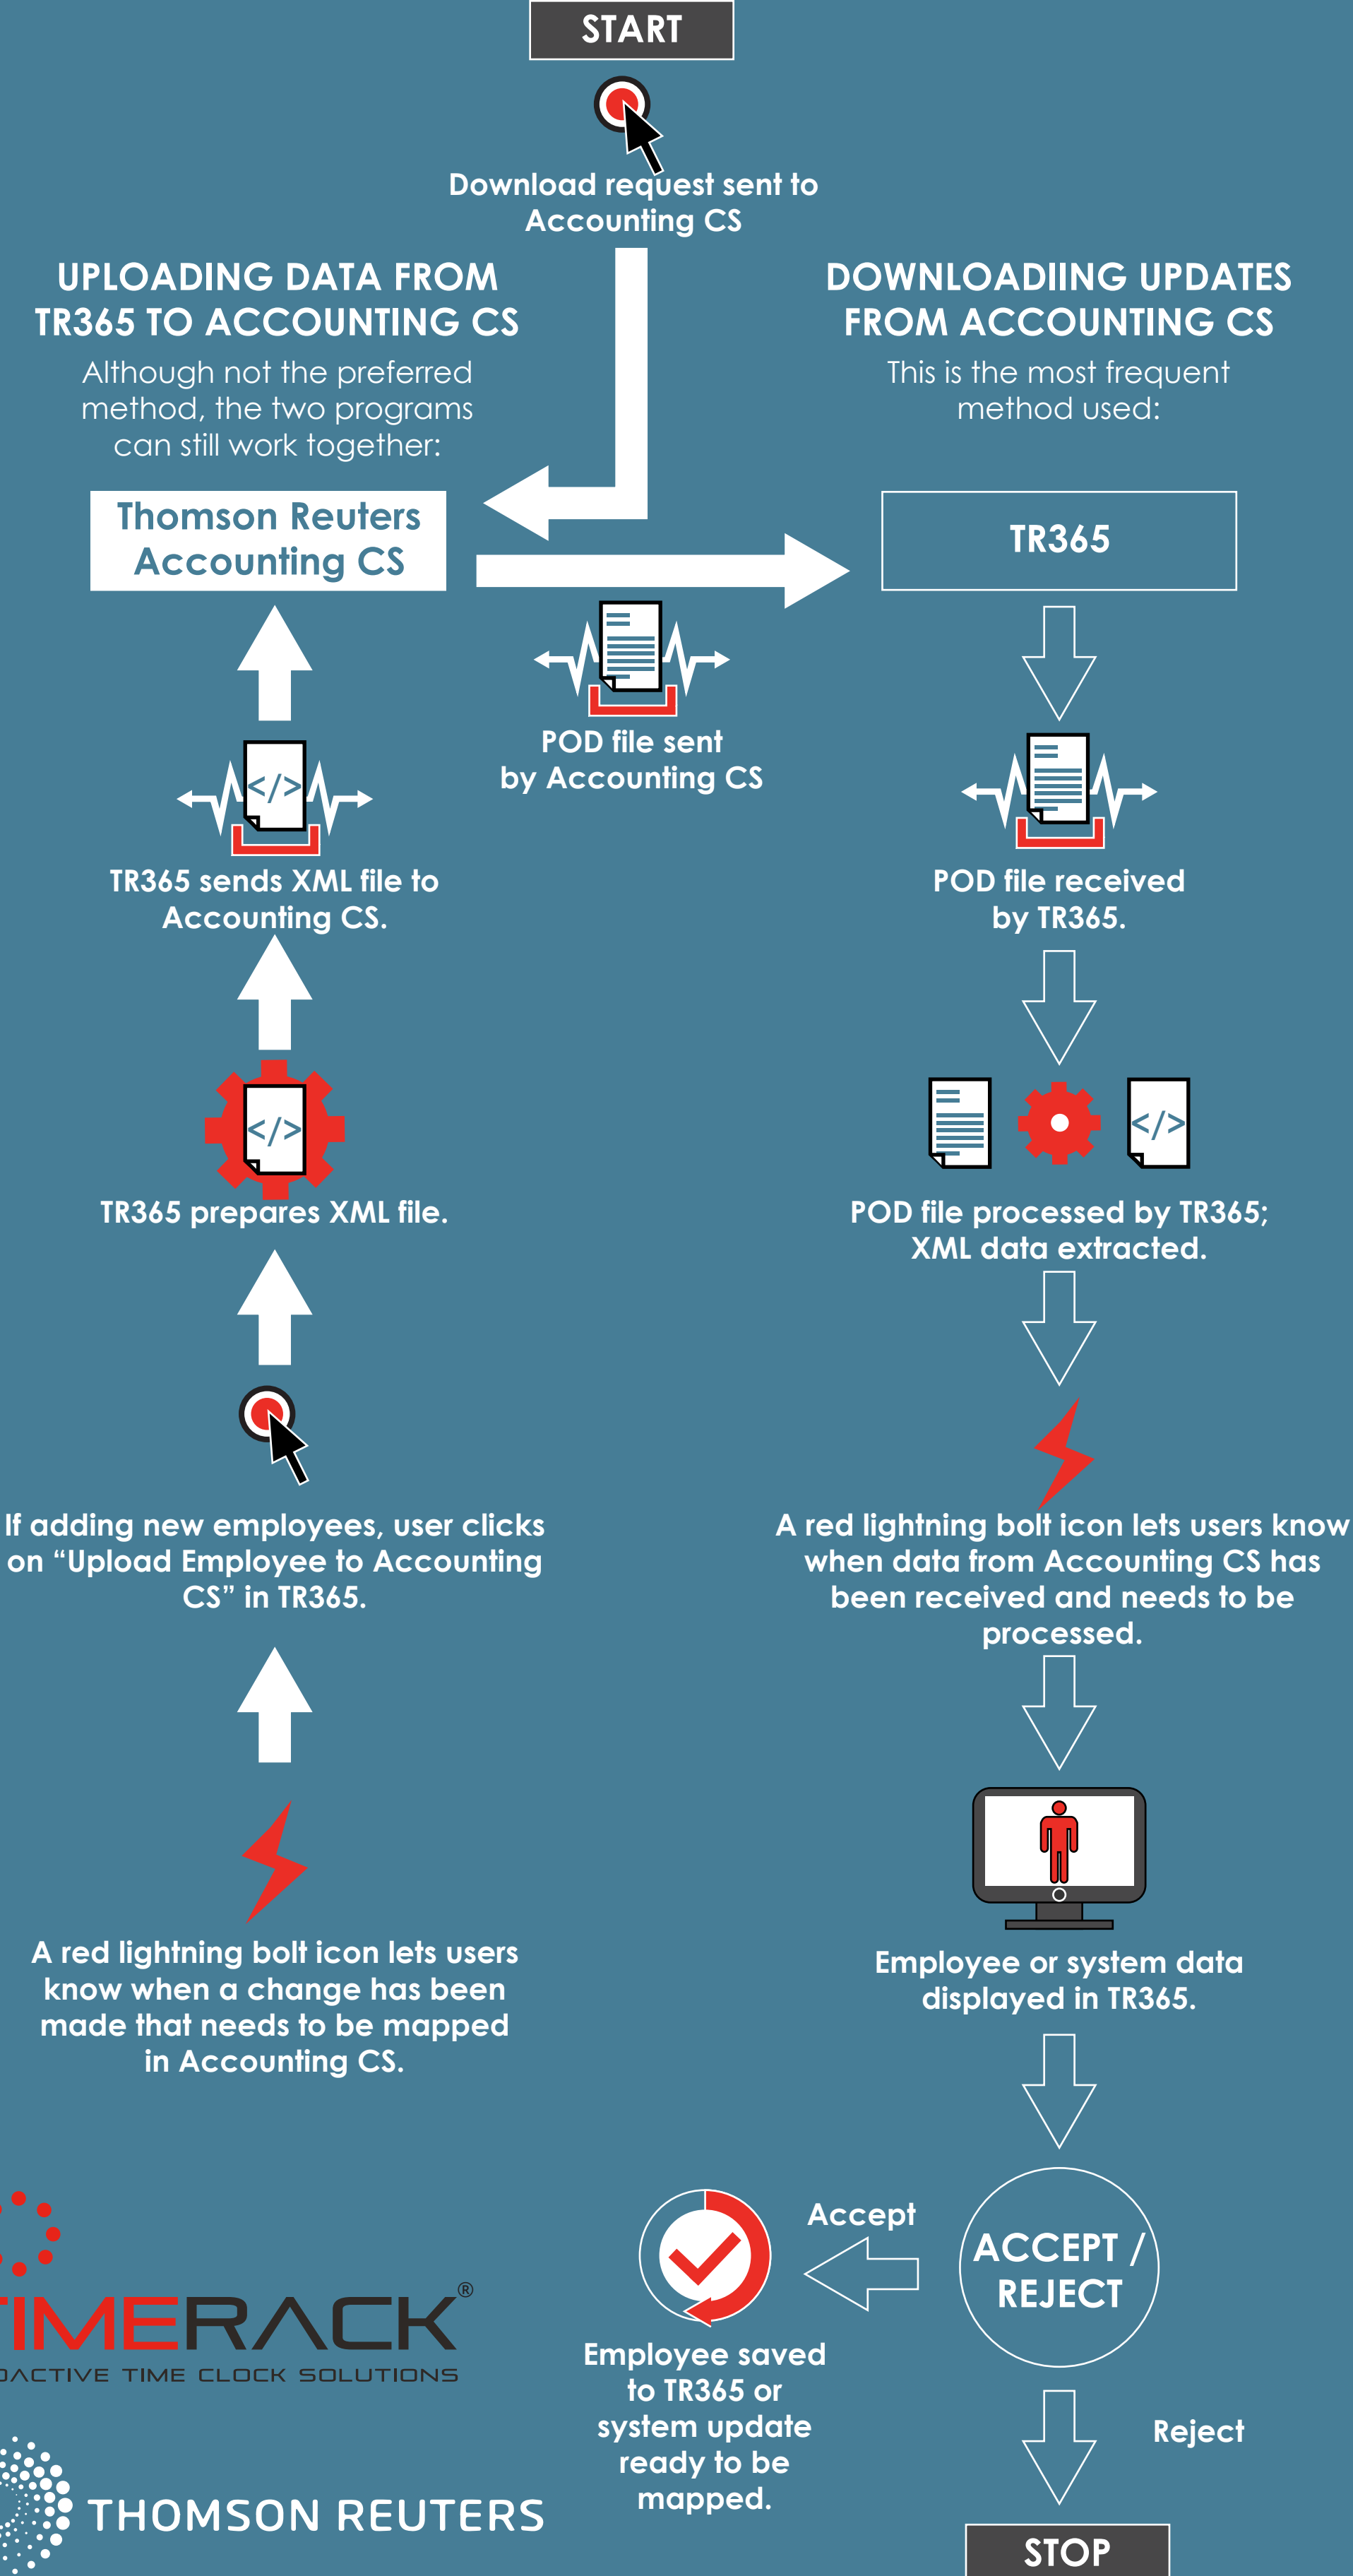 START
Download request sent to
Accounting CS
UPLOADING DATA FROM
TR365 TO ACCOUNTING CS
Although not the preferred
method, the two programs
can still work together:
DOWNLOADIING UPDATES
FROM ACCOUNTING CS
This is the most frequent
method used:
Thomson Reuters
Accounting CS
TR365
POD file sent
by Accounting CS
</>
TR365 sends XML file to
Accounting CS.
POD file received
by TR365.
</>
TR365 prepares XML file.
</>
POD file processed by TR365;
XML data extracted.
If adding new employees, user clicks
on “Upload Employee to Accounting
CS” in TR365.
A red lightning bolt icon lets users know
when data from Accounting CS has
been received and needs to be
processed.
A red lightning bolt icon lets users
know when a change has been
made that needs to be mapped
in Accounting CS.
Employee or system data
displayed in TR365.
ACCEPT /
REJECT
Accept
Employee saved
to TR365 or
system update
ready to be
mapped.
Reject
STOP
TIMERACK®
OACTIVE TIME CLOCK SOLUTIONS
THOMSON REUTERS